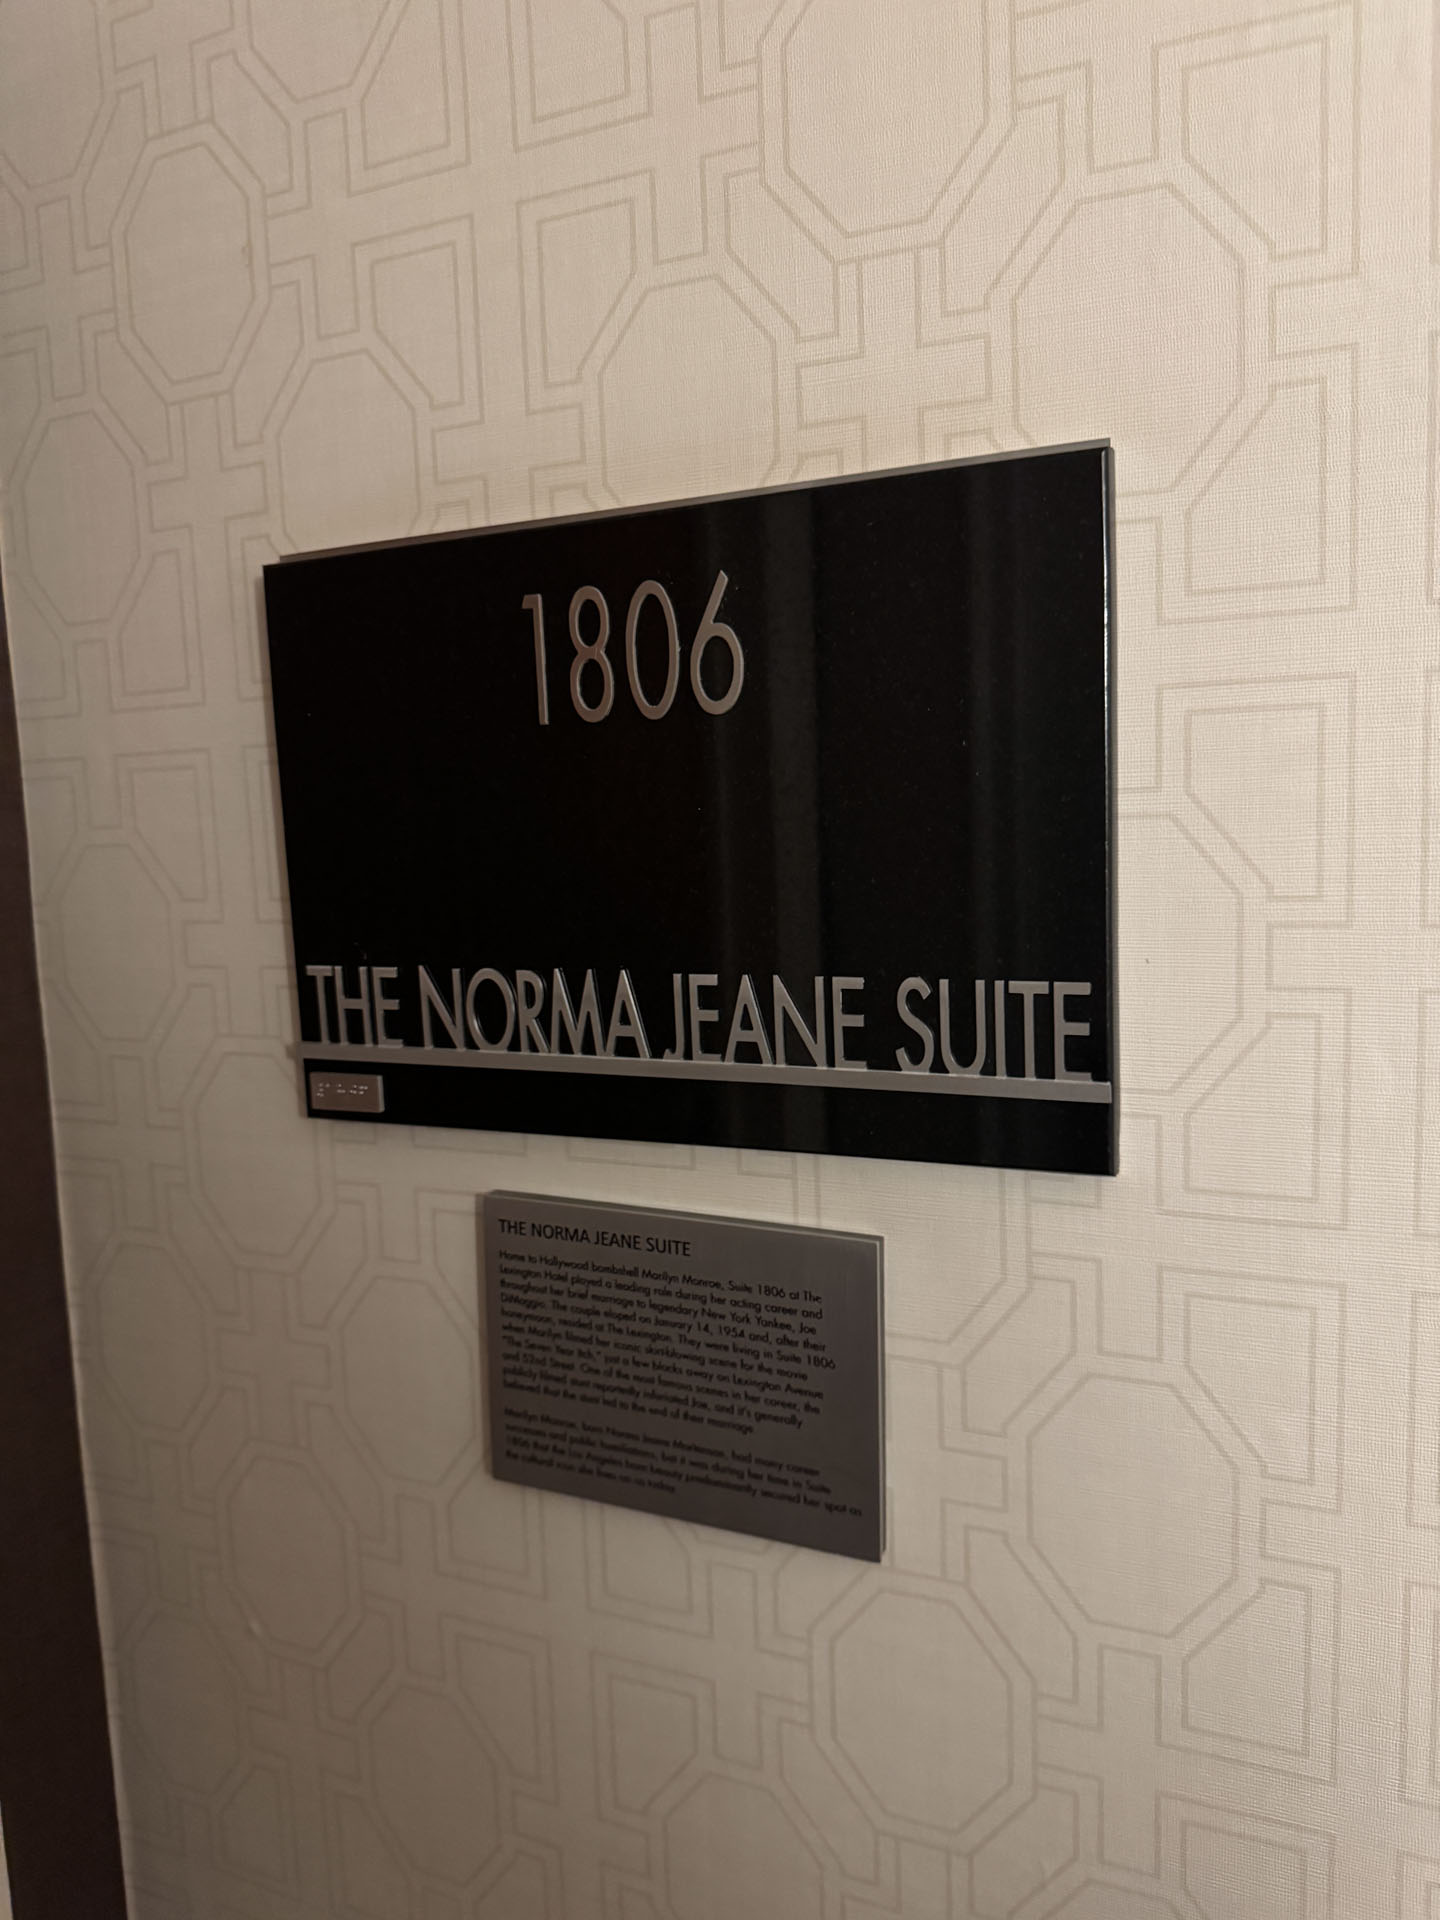 1806
THE NORMA JEANE SUITE
THE NORMA JEANE SUITE
Home to Hollywood bombshell Marilyn Monroe, Suite 1806 at The
Lexington Hotel played a leading role during her acting career and
throughout her brief marriage to legendary New York Yankee, Joe
DiMaggio. The couple eloped on January 14, 1954 and, after their
honeymoon, resided at The Lexington. They were living in Suite 1806
when Marilyn filmed her iconic skirt-blowing scene for the movie
"The Seven Year Itch," just a few blocks away on Lexington Avenue
and 52nd Street. One of the most famous scenes in her career, the
publicly filmed stunt reportedly infuriated Joe, and it's generally
believed that the stunt led to the end of their marriage.
Marilyn Monroe, born Norma Jeane Mortenson, had many career
successes and public humiliations, but it was during her time in Suite
1806 that the Los Angeles born beauty predominantly secured her spot as
the cultural icon she lives on as today.